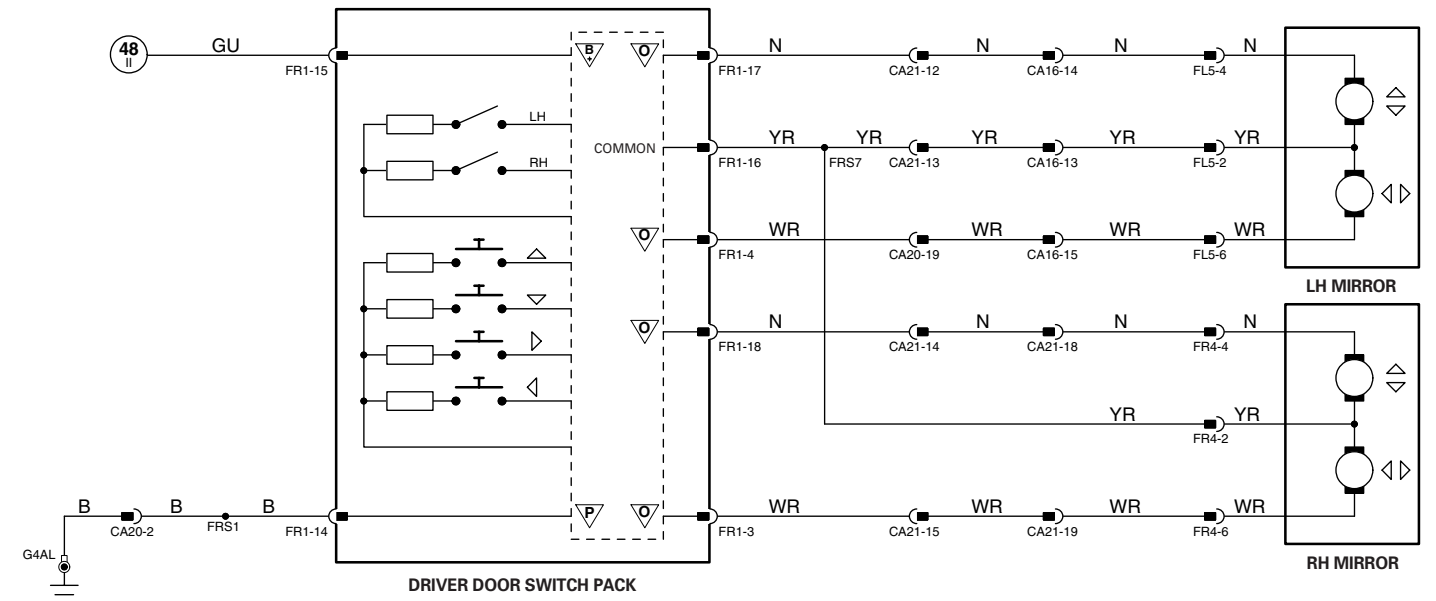 48
II
GU
FR1-15
B
+
O
FR1-17
N
CA21-12
N
CA16-14
N
FL5-4
N
LH
RH
COMMON
FR1-16
YR
FRS7
YR
CA21-13
YR
CA16-13
YR
FL5-2
YR
O
FR1-4
WR
CA20-19
WR
CA16-15
WR
FL5-6
WR
LH MIRROR
O
FR1-18
N
CA21-14
N
CA21-18
N
FR4-4
N
YR
FR4-2
YR
B
CA20-2
B
FRS1
B
FR1-14
P
O
FR1-3
WR
CA21-15
WR
CA21-19
WR
FR4-6
WR
G4AL
RH MIRROR
DRIVER DOOR SWITCH PACK